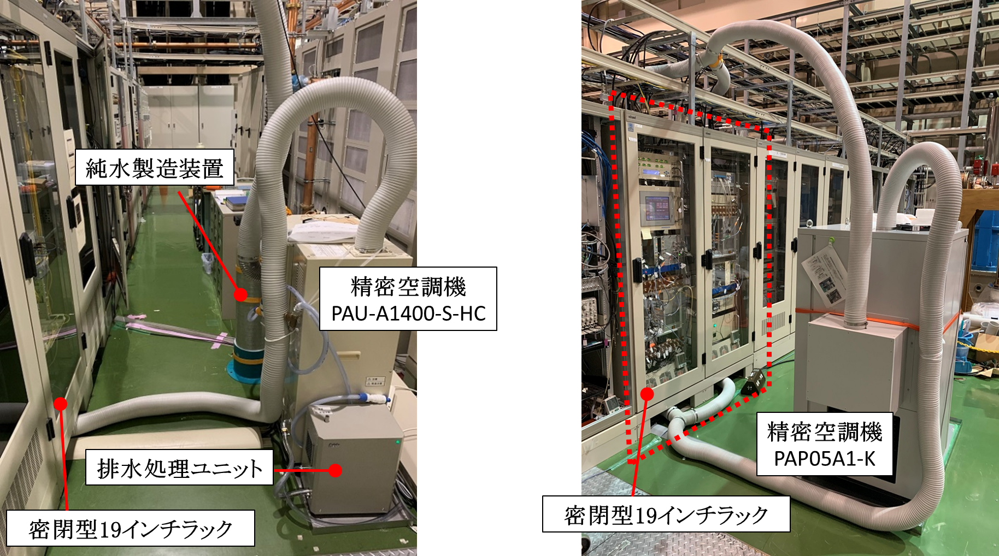 純水製造装置
精密空調機
PAU-A1400-S-HC
排水処理ユニット
密閉型19インチラック
精密空調機
PAP05A1-K
密閉型19インチラック